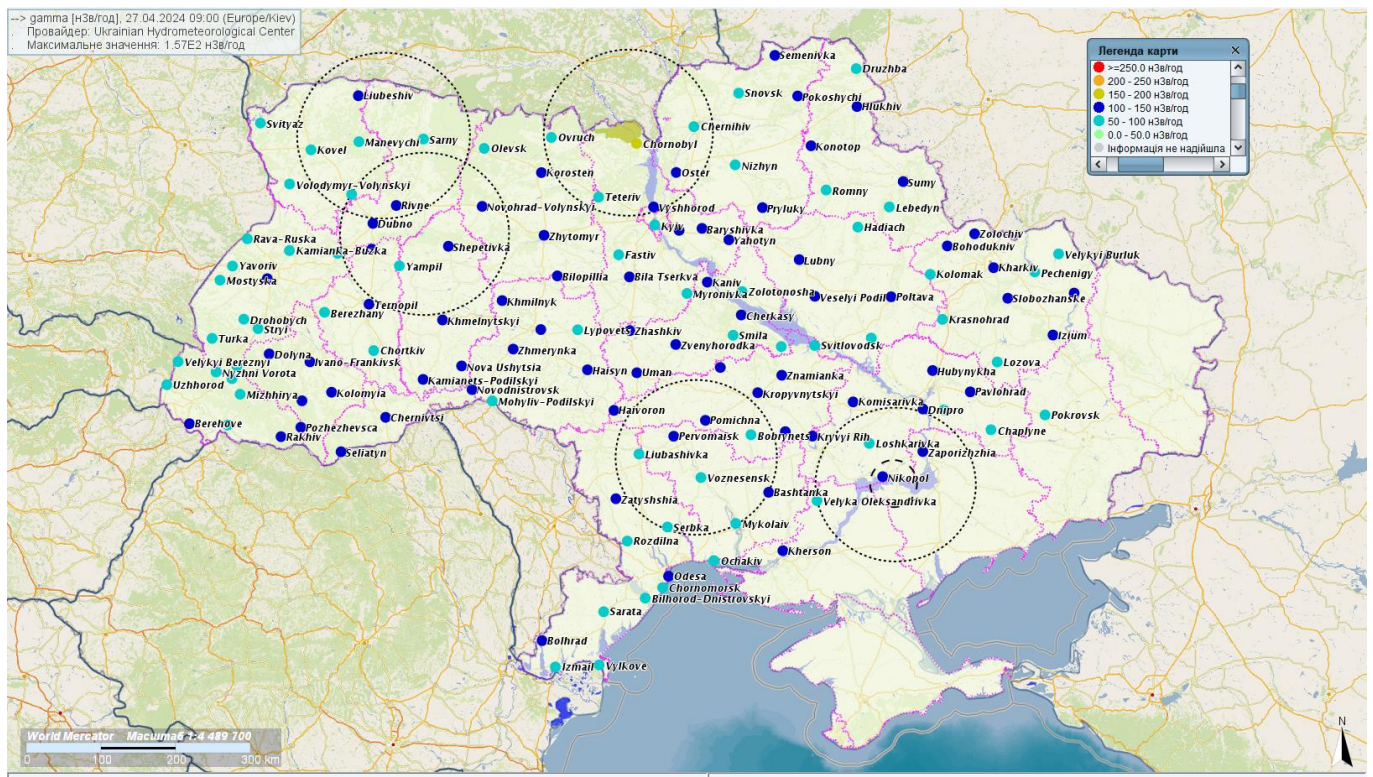 --> gamma [нЗв/год], 27.04.2024 09:00 (Europe/Kiev)
Провайдер: Ukrainian Hydrometeorological Center
Максимальне значення: 1.57E2 нЗв/год
Легенда карти
>=250.0 нЗв/год
200 - 250 нЗв/год
150 - 200 нЗв/год
100 - 150 нЗв/год
50 - 100 нЗв/год
0.0 - 50.0 нЗв/год
Інформація не надійшла
Semenivka
Druzhba
Liubeshiv
Snovsk
Pokoshychi
Hlukhiv
Svityaz
Chernihiv
Kovel
Manevychi
Sarny
Olevsk
Ovruch
Chornobyl
Konotop
Nizhyn
Korosten
Oster
Volodymyr-Volynskyi
Teteriv
Romny
Sumy
Rivne
Novohrad-Volynskyi
Vyshhorod
Pryluky
Lebedyn
Dubno
Kyiv
Baryshivka
Hadiach
Zolochiv
Rava-Ruska
Shepetivka
Zhytomyr
Yahotyn
Bohodukniv
Kamianka-Buzka
Fastiv
Lubny
Velykyi Burluk
Yavoriv
Yampil
Kharkiv
Pechenigy
Mostyska
Bilopillia
Bila Tserkva
Kaniv
Kolomak
Myronivka
Zolotonosha
Veselyi Podil
Poltava
Slobozhanske
Ternopil
Khmilnyk
Berezhany
Khmelnytskyi
Cherkasy
Krasnohrad
Drohobych
Stryi
Lypovets
Zhashkiv
Smila
Izium
Turka
Chortkiv
Zhmerynka
Zvenyhorodka
Svitlovodsk
Dolyna
Velykyi Bereznyi
Ivano-Frankivsk
Nova Ushytsia
Haisyn
Uman
Znamianka
Hubynykha
Lozova
Nyzhni Vorota
Uzhhorod
Kamianets-Podilskyi
Mizhhirya
Kolomyia
Novodnistrovsk
Mohyliv-Podilskyi
Kropyvnytskyi
Komisarivka
Pavlohrad
Haivoron
Dnipro
Pokrovsk
Berehove
Pozhezhevsca
Chernivtsi
Pomichna
Rakhiv
Pervomaisk
Bobrynets
Kryvyi Rih
Chaplyne
Loshkarivka
Seliatyn
Liubashivka
Zaporizhzhia
Voznesensk
Nikopol
Zatyshshia
Bashtanka
Velyka Oleksandrivka
Serbka
Mykolaiv
Rozdilna
Kherson
Ochakiv
Odesa
Chornomorsk
Bilhorod-Dnistrovskyi
Sarata
Bolhrad
Izmail
Vylkove
World Mercator Масштаб 1:4 489 700
0 100 200 300 km
N